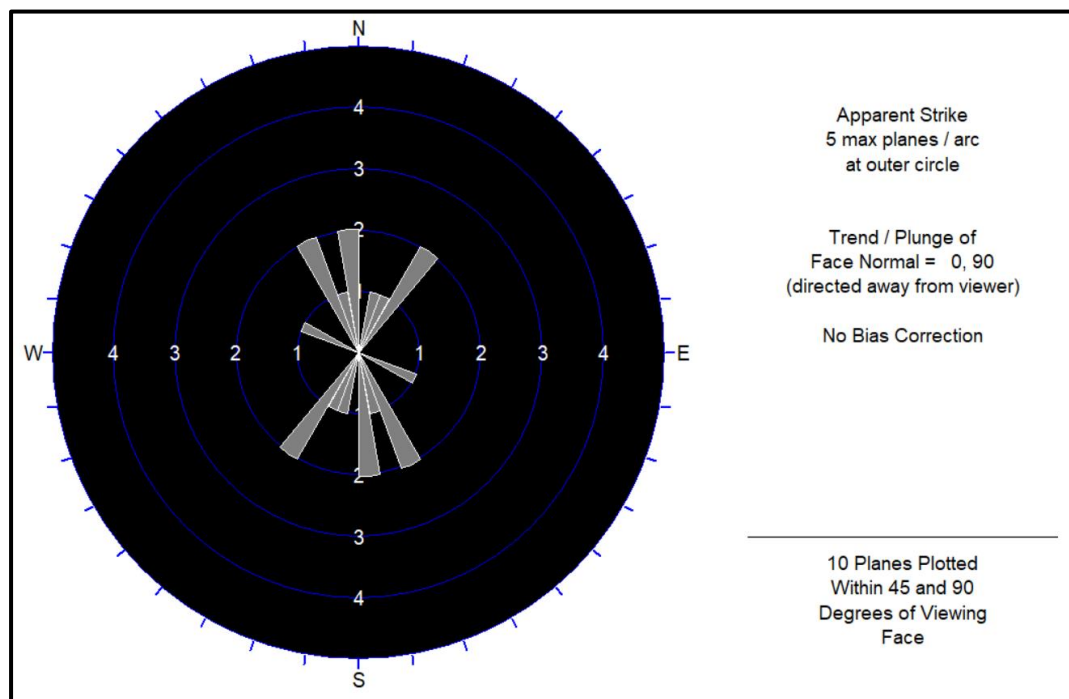 N
4
3
2
1
W 4 3 2 1 1 2 3 4 E
1
2
3
4
S
Apparent Strike
5 max planes / arc
at outer circle
Trend / Plunge of
Face Normal = 0, 90
(directed away from viewer)
No Bias Correction
10 Planes Plotted
Within 45 and 90
Degrees of Viewing
Face